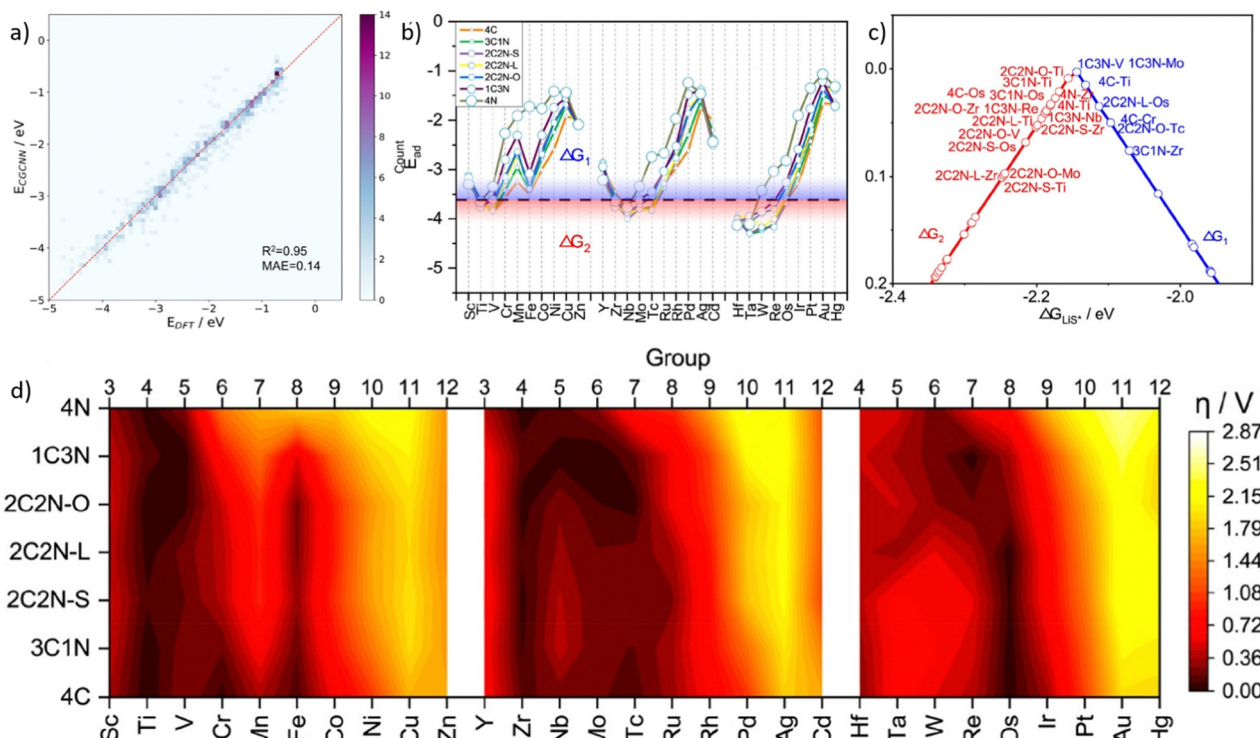 a)
0
-1
-2
-3
-4
-5
E_CGCNN / eV
-5
-4
-3
-2
-1
0
E_DFT / eV
R²=0.95
MAE=0.14
14
12
10
8
6
4
2
0
Count
b)
E_ad
0
-1
-2
-3
-4
-5
4C
3C1N
2C2N-S
2C2N-L
2C2N-O
1C3N
4N
△G₁
△G₂
Sc
Ti
V
Cr
Mn
Fe
Co
Ni
Cu
Zn
Y
Zr
Nb
Mo
Tc
Ru
Rh
Pd
Ag
Cd
Hf
Ta
W
Re
Os
Ir
Pt
Au
Hg
c)
0.0
0.1
0.2
1C3N-V 1C3N-Mo
2C2N-O-Ti
3C1N-Ti
4C-Ti
4C-Os
3C1N-Os
4N-Zr
2C2N-L-Os
2C2N-O-Zr
1C3N-Re
4N-Ti
1C3N-Nb
4C-Cr
2C2N-L-Ti
2C2N-S-Zr
2C2N-O-Tc
2C2N-O-V
2C2N-S-Os
3C1N-Zr
2C2N-L-Zr
2C2N-O-Mo
2C2N-S-Ti
△G₂
△G₁
-2.4
-2.2
-2.0
ΔG_LiS* / eV
d)
Group
3 4 5 6 7 8 9 10 11 12
3 4 5 6 7 8 9 10 11 12
4 5 6 7 8 9 10 11 12
4N
1C3N
2C2N-O
2C2N-L
2C2N-S
3C1N
4C
Sc Ti V Cr Mn Fe Co Ni Cu Zn
Y Zr Nb Mo Tc Ru Rh Pd Ag Cd
Hf Ta W Re Os Ir Pt Au Hg
η / V
2.87
2.51
2.15
1.79
1.44
1.08
0.72
0.36
0.00